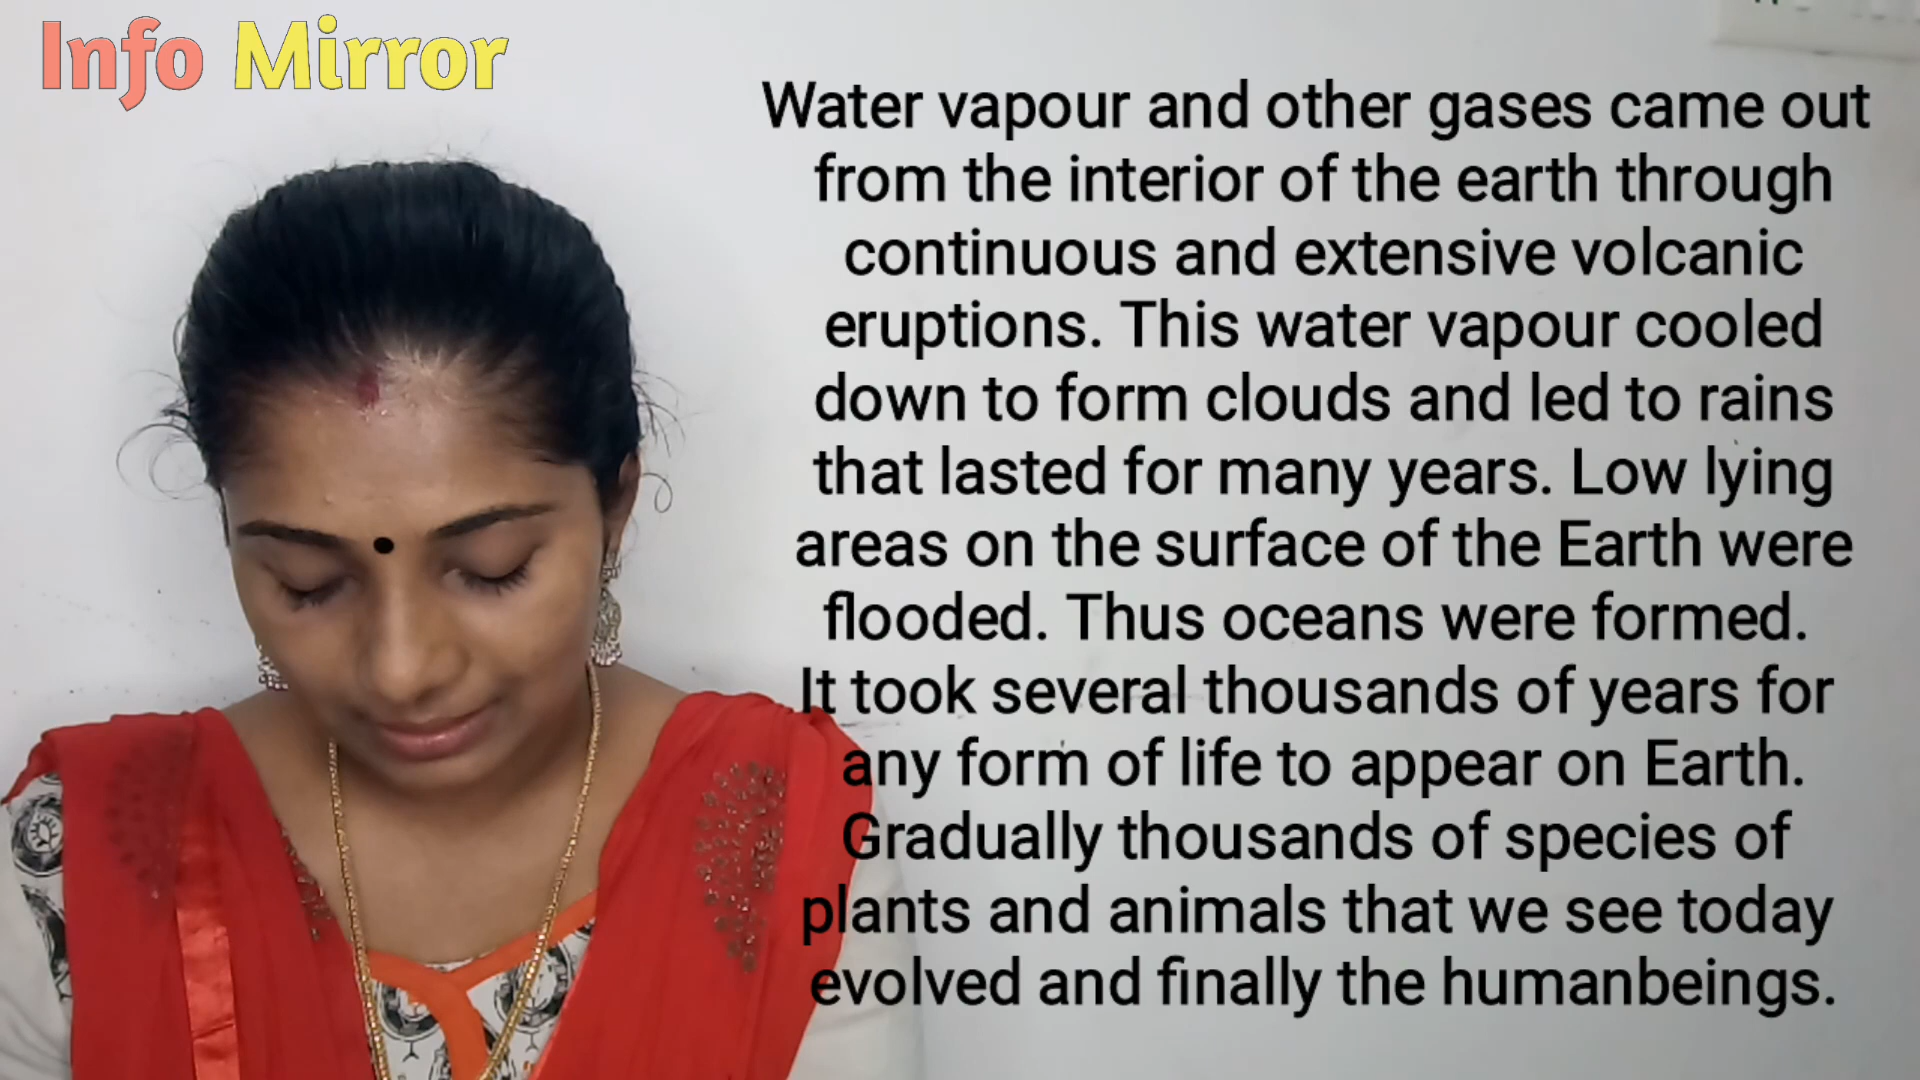 Info Mirror
Water vapour and other gases came out
from the interior of the earth through
continuous and extensive volcanic
eruptions. This water vapour cooled
down to form clouds and led to rains
that lasted for many years. Low lying
areas on the surface of the Earth were
flooded. Thus oceans were formed.
It took several thousands of years for
any form of life to appear on Earth.
Gradually thousands of species of
plants and animals that we see today
evolved and finally the humanbeings.